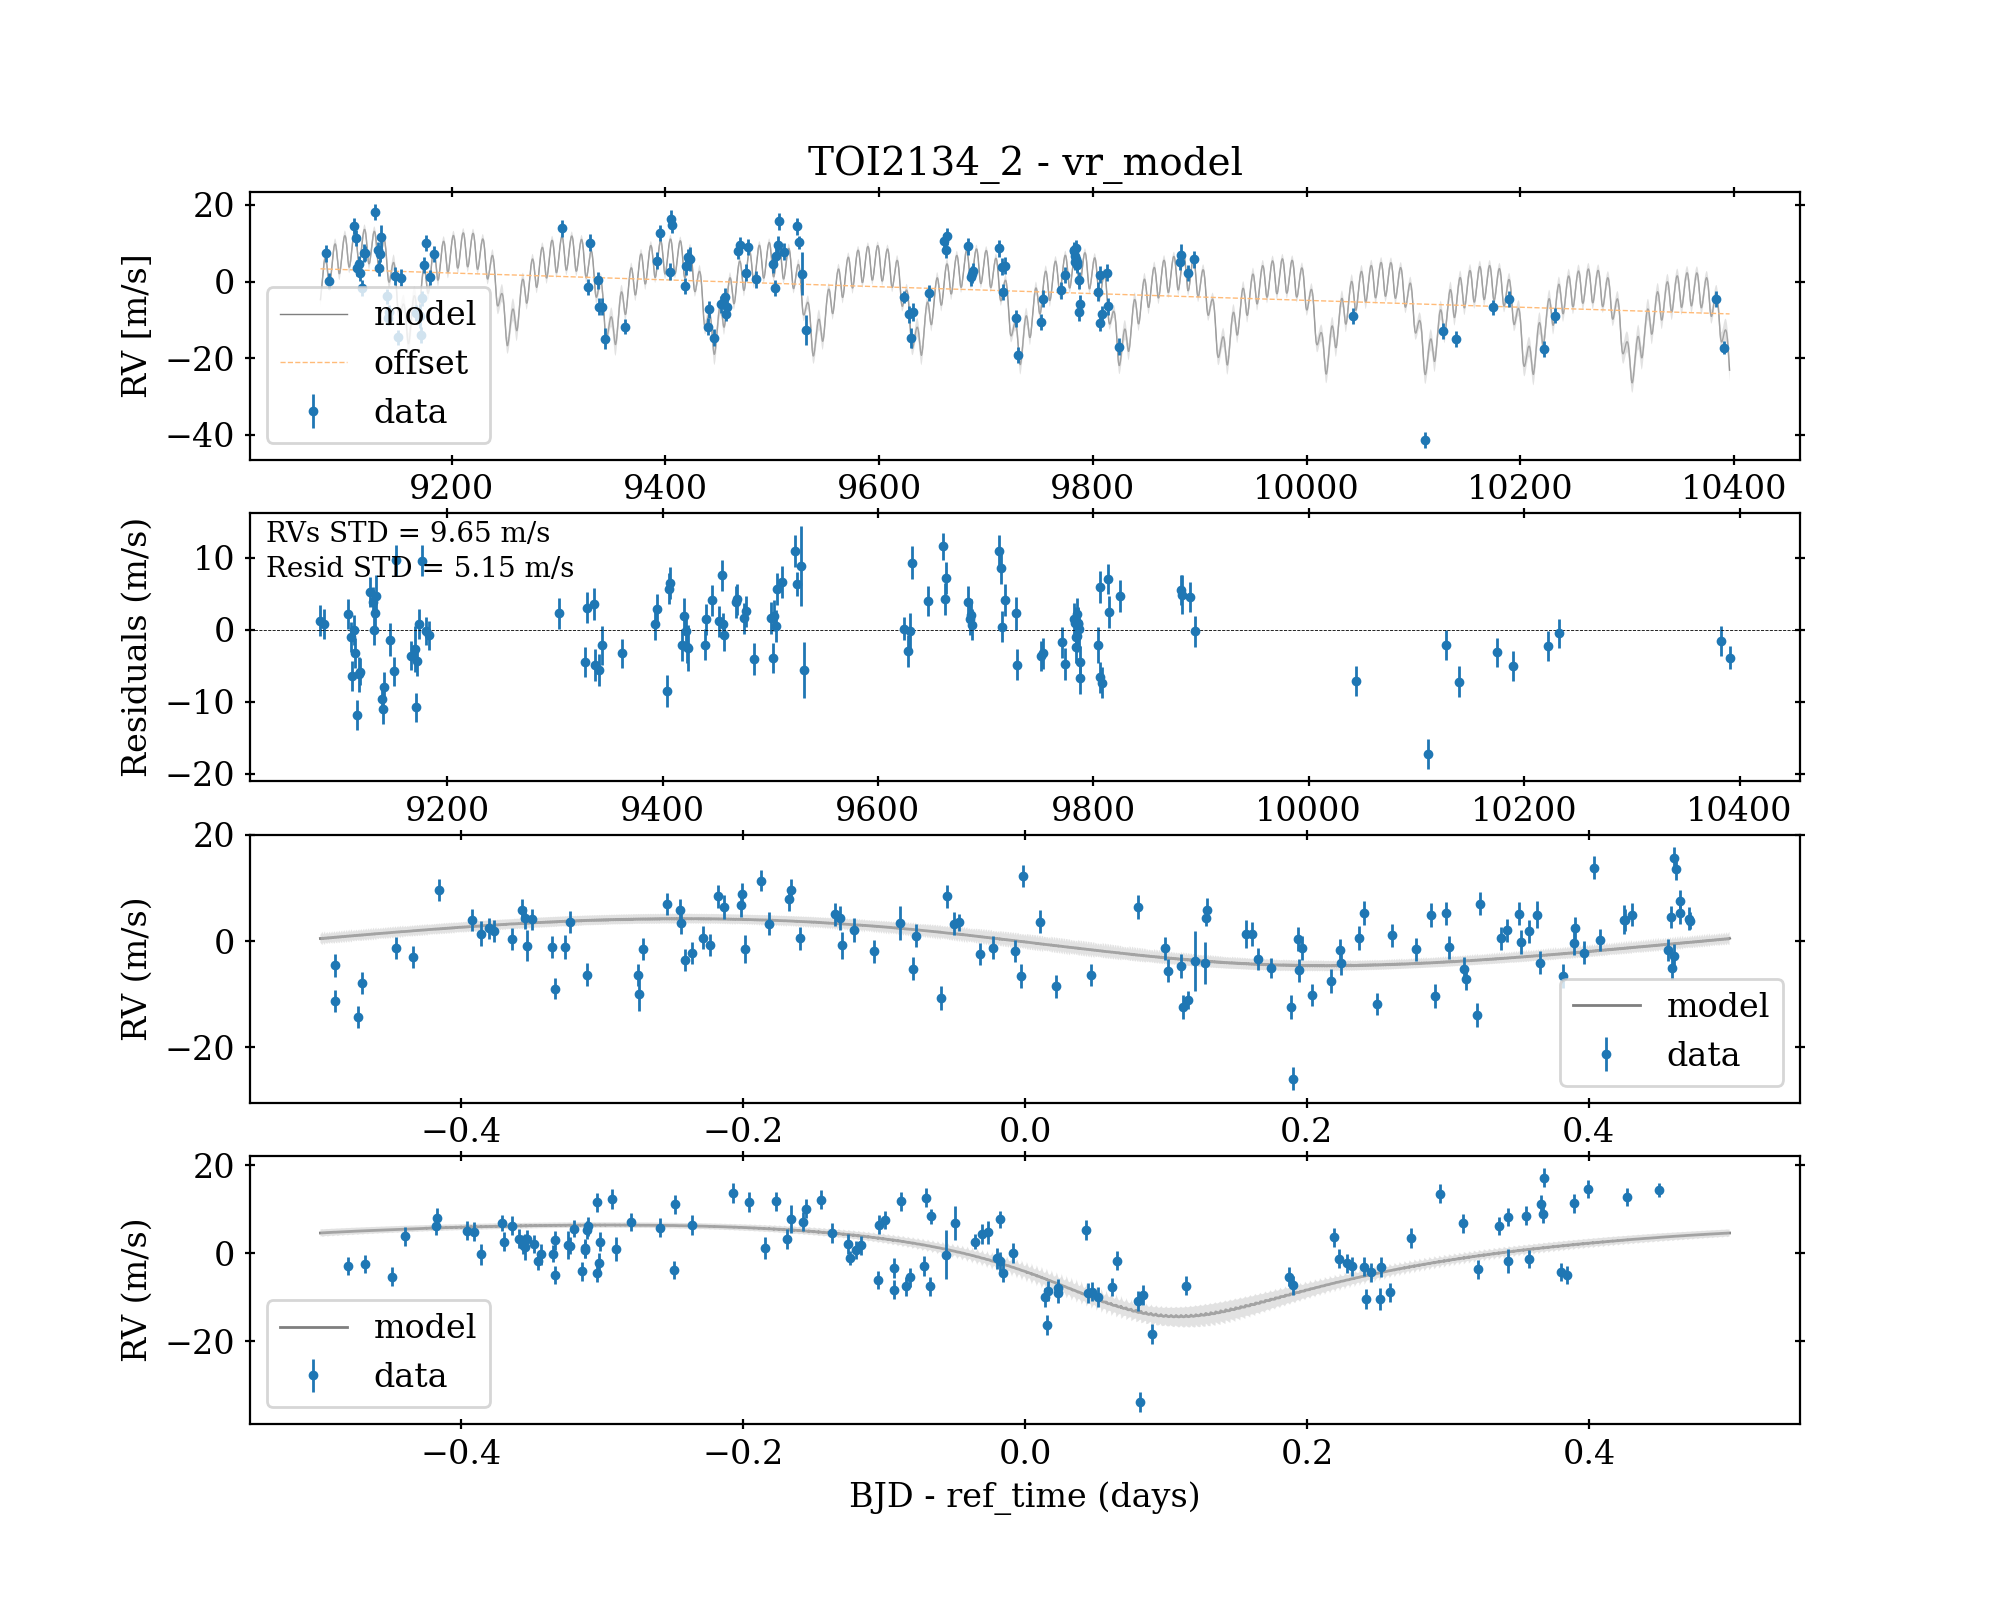 TOI2134_2 - vr_model
20
0
−20
−40
RV [m/s]
model
offset
data
9200
9400
9600
9800
10000
10200
10400
RVs STD = 9.65 m/s
Resid STD = 5.15 m/s
10
0
−10
−20
Residuals (m/s)
9200
9400
9600
9800
10000
10200
10400
20
0
−20
RV (m/s)
model
data
−0.4
−0.2
0.0
0.2
0.4
20
0
−20
RV (m/s)
model
data
−0.4
−0.2
0.0
0.2
0.4
BJD - ref_time (days)